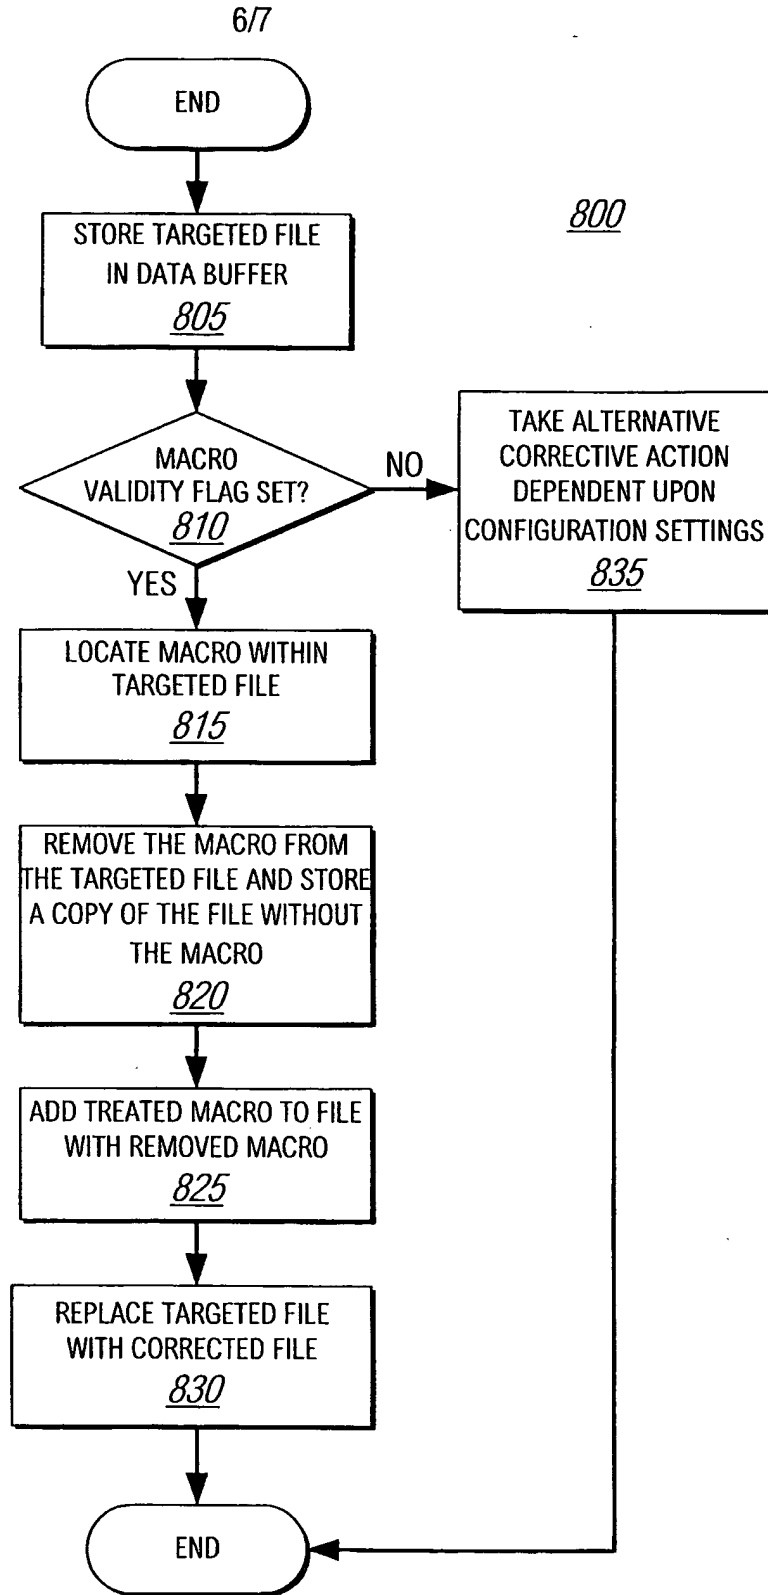 6/7
END
800
STORE TARGETED FILE
IN DATA BUFFER
805
MACRO
VALIDITY FLAG SET?
810
NO
YES
TAKE ALTERNATIVE
CORRECTIVE ACTION
DEPENDENT UPON
CONFIGURATION SETTINGS
835
LOCATE MACRO WITHIN
TARGETED FILE
815
REMOVE THE MACRO FROM
THE TARGETED FILE AND STORE
A COPY OF THE FILE WITHOUT
THE MACRO
820
ADD TREATED MACRO TO FILE
WITH REMOVED MACRO
825
REPLACE TARGETED FILE
WITH CORRECTED FILE
830
END